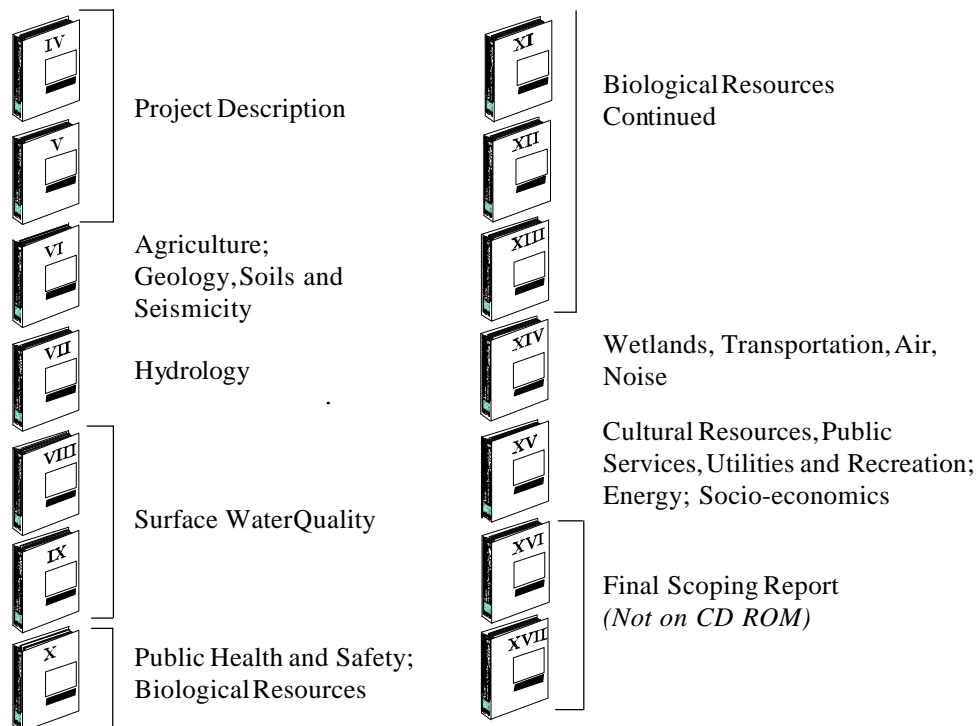 IV
Project Description
V
VI
Agriculture;
Geology, Soils and
Seismicity
VII
Hydrology
.
VIII
Surface WaterQuality
IX
X
Public Health and Safety;
Biological Resources
XI
Biological Resources
Continued
XII
XIII
XIV
Wetlands, Transportation, Air,
Noise
XV
Cultural Resources, Public
Services, Utilities and Recreation;
Energy; Socio-economics
XVI
Final Scoping Report
(Not on CD ROM)
XVII